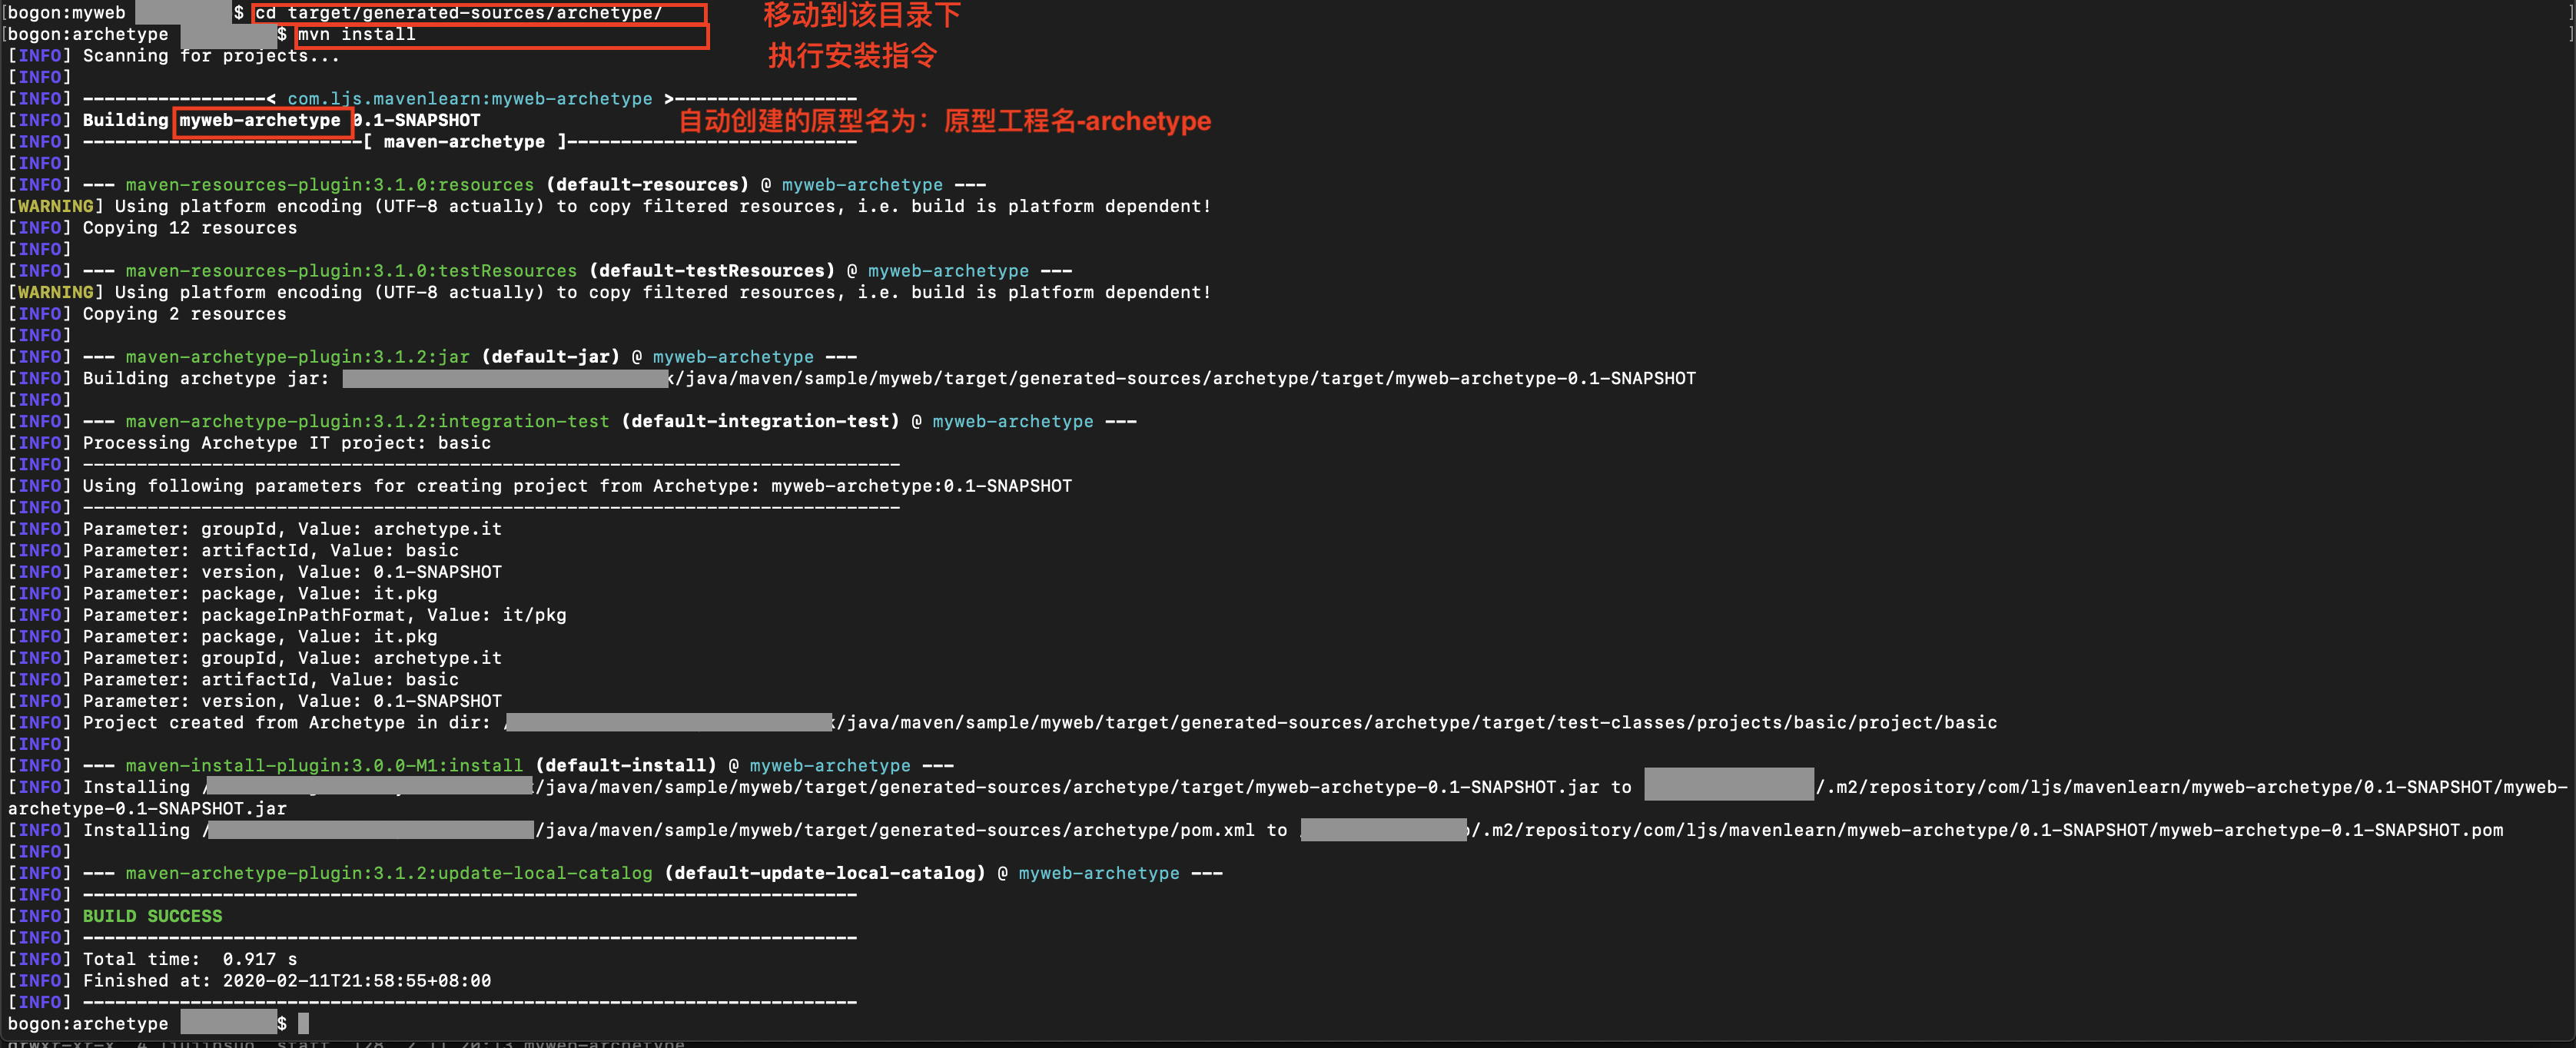 [bogon:myweb $ cd target/generated-sources/archetype/ 移动到该目录下 ]
[bogon:archetype $ mvn install ]
执行安装指令
[INFO] Scanning for projects...
[INFO]
[INFO] -----------------< com.ljs.mavenlearn:myweb-archetype >-----------------
[INFO] Building myweb-archetype 0.1-SNAPSHOT 自动创建的原型名为：原型工程名-archetype
[INFO] --------------------------[ maven-archetype ]---------------------------
[INFO]
[INFO] --- maven-resources-plugin:3.1.0:resources (default-resources) @ myweb-archetype ---
[WARNING] Using platform encoding (UTF-8 actually) to copy filtered resources, i.e. build is platform dependent!
[INFO] Copying 12 resources
[INFO]
[INFO] --- maven-resources-plugin:3.1.0:testResources (default-testResources) @ myweb-archetype ---
[WARNING] Using platform encoding (UTF-8 actually) to copy filtered resources, i.e. build is platform dependent!
[INFO] Copying 2 resources
[INFO]
[INFO] --- maven-archetype-plugin:3.1.2:jar (default-jar) @ myweb-archetype ---
[INFO] Building archetype jar: /java/maven/sample/myweb/target/generated-sources/archetype/target/myweb-archetype-0.1-SNAPSHOT
[INFO]
[INFO] --- maven-archetype-plugin:3.1.2:integration-test (default-integration-test) @ myweb-archetype ---
[INFO] Processing Archetype IT project: basic
[INFO] ----------------------------------------------------------------------------
[INFO] Using following parameters for creating project from Archetype: myweb-archetype:0.1-SNAPSHOT
[INFO] ----------------------------------------------------------------------------
[INFO] Parameter: groupId, Value: archetype.it
[INFO] Parameter: artifactId, Value: basic
[INFO] Parameter: version, Value: 0.1-SNAPSHOT
[INFO] Parameter: package, Value: it.pkg
[INFO] Parameter: packageInPathFormat, Value: it/pkg
[INFO] Parameter: package, Value: it.pkg
[INFO] Parameter: groupId, Value: archetype.it
[INFO] Parameter: artifactId, Value: basic
[INFO] Parameter: version, Value: 0.1-SNAPSHOT
[INFO] Project created from Archetype in dir: /java/maven/sample/myweb/target/generated-sources/archetype/target/test-classes/projects/basic/project/basic
[INFO]
[INFO] --- maven-install-plugin:3.0.0-M1:install (default-install) @ myweb-archetype ---
[INFO] Installing / /java/maven/sample/myweb/target/generated-sources/archetype/target/myweb-archetype-0.1-SNAPSHOT.jar to /.m2/repository/com/ljs/mavenlearn/myweb-archetype/0.1-SNAPSHOT/myweb-
archetype-0.1-SNAPSHOT.jar
[INFO] Installing / /java/maven/sample/myweb/target/generated-sources/archetype/pom.xml to /.m2/repository/com/ljs/mavenlearn/myweb-archetype/0.1-SNAPSHOT/myweb-archetype-0.1-SNAPSHOT.pom
[INFO]
[INFO] --- maven-archetype-plugin:3.1.2:update-local-catalog (default-update-local-catalog) @ myweb-archetype ---
[INFO] ------------------------------------------------------------------------
[INFO] BUILD SUCCESS
[INFO] ------------------------------------------------------------------------
[INFO] Total time:  0.917 s
[INFO] Finished at: 2020-02-11T21:58:55+08:00
[INFO] ------------------------------------------------------------------------
bogon:archetype $